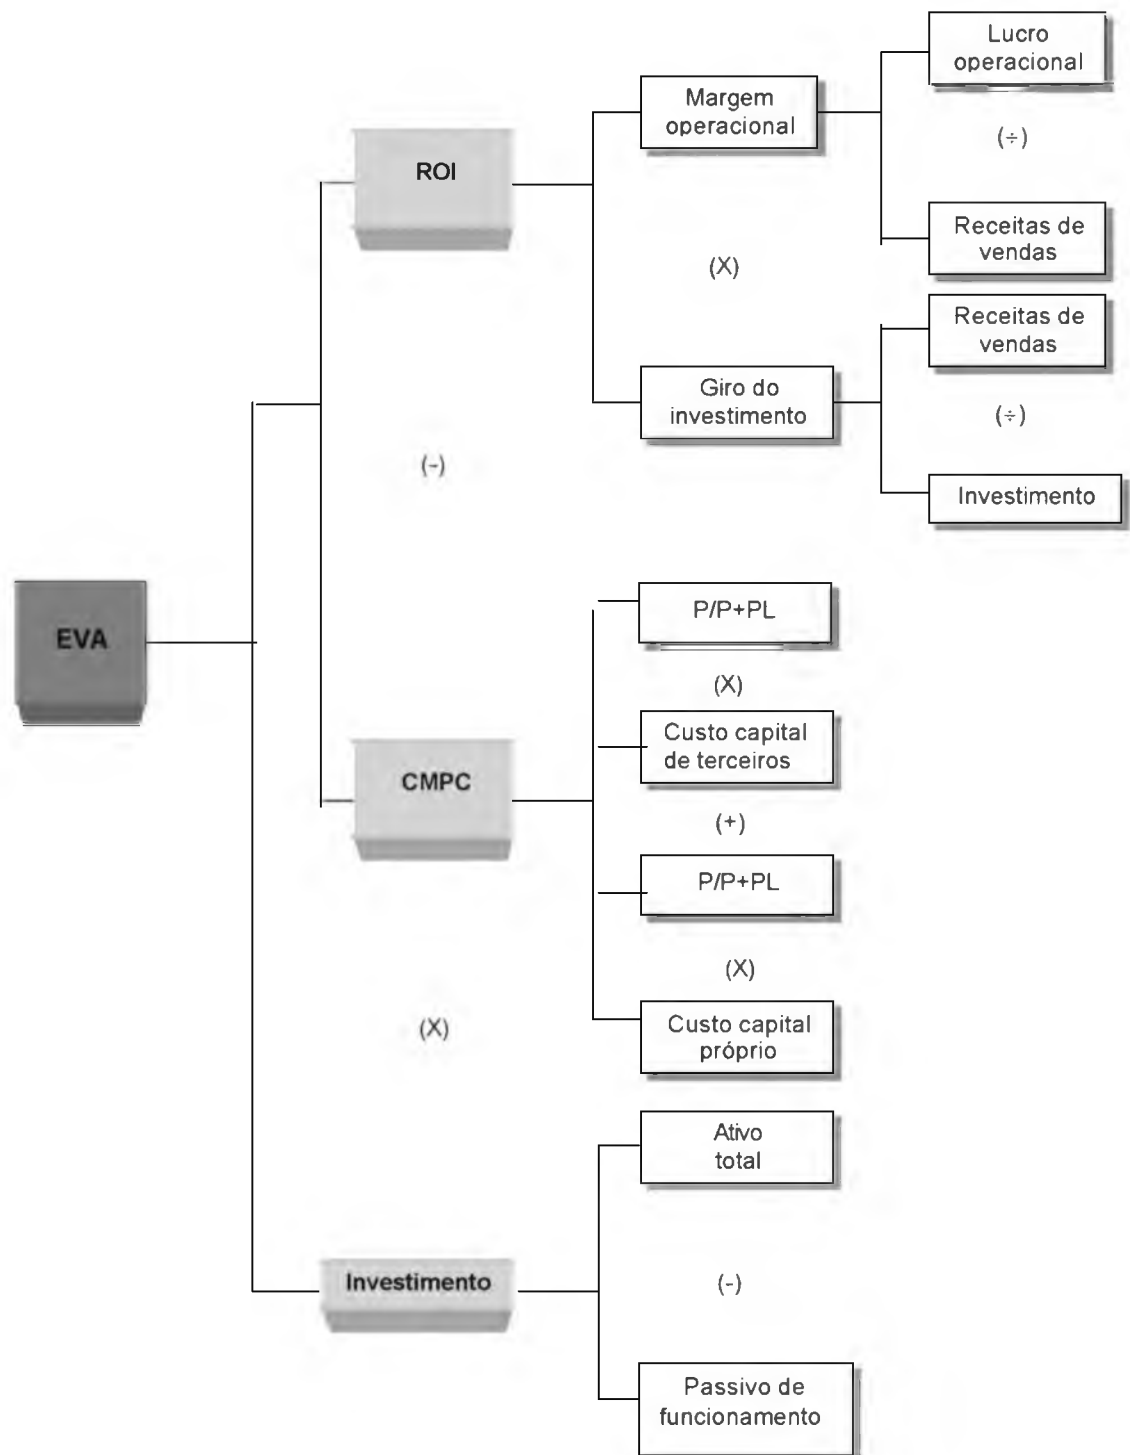 Lucro
operacional
Margem
operacional
(÷)
ROI
Receitas de
vendas
(X)
Receitas de
vendas
Giro do
investimento
(÷)
(-)
Investimento
EVA
P/P+PL
(X)
Custo capital
de terceiros
CMPC
(+)
P/P+PL
(X)
(X)
Custo capital
próprio
Ativo
total
Investimento
(-)
Passivo de
funcionamento